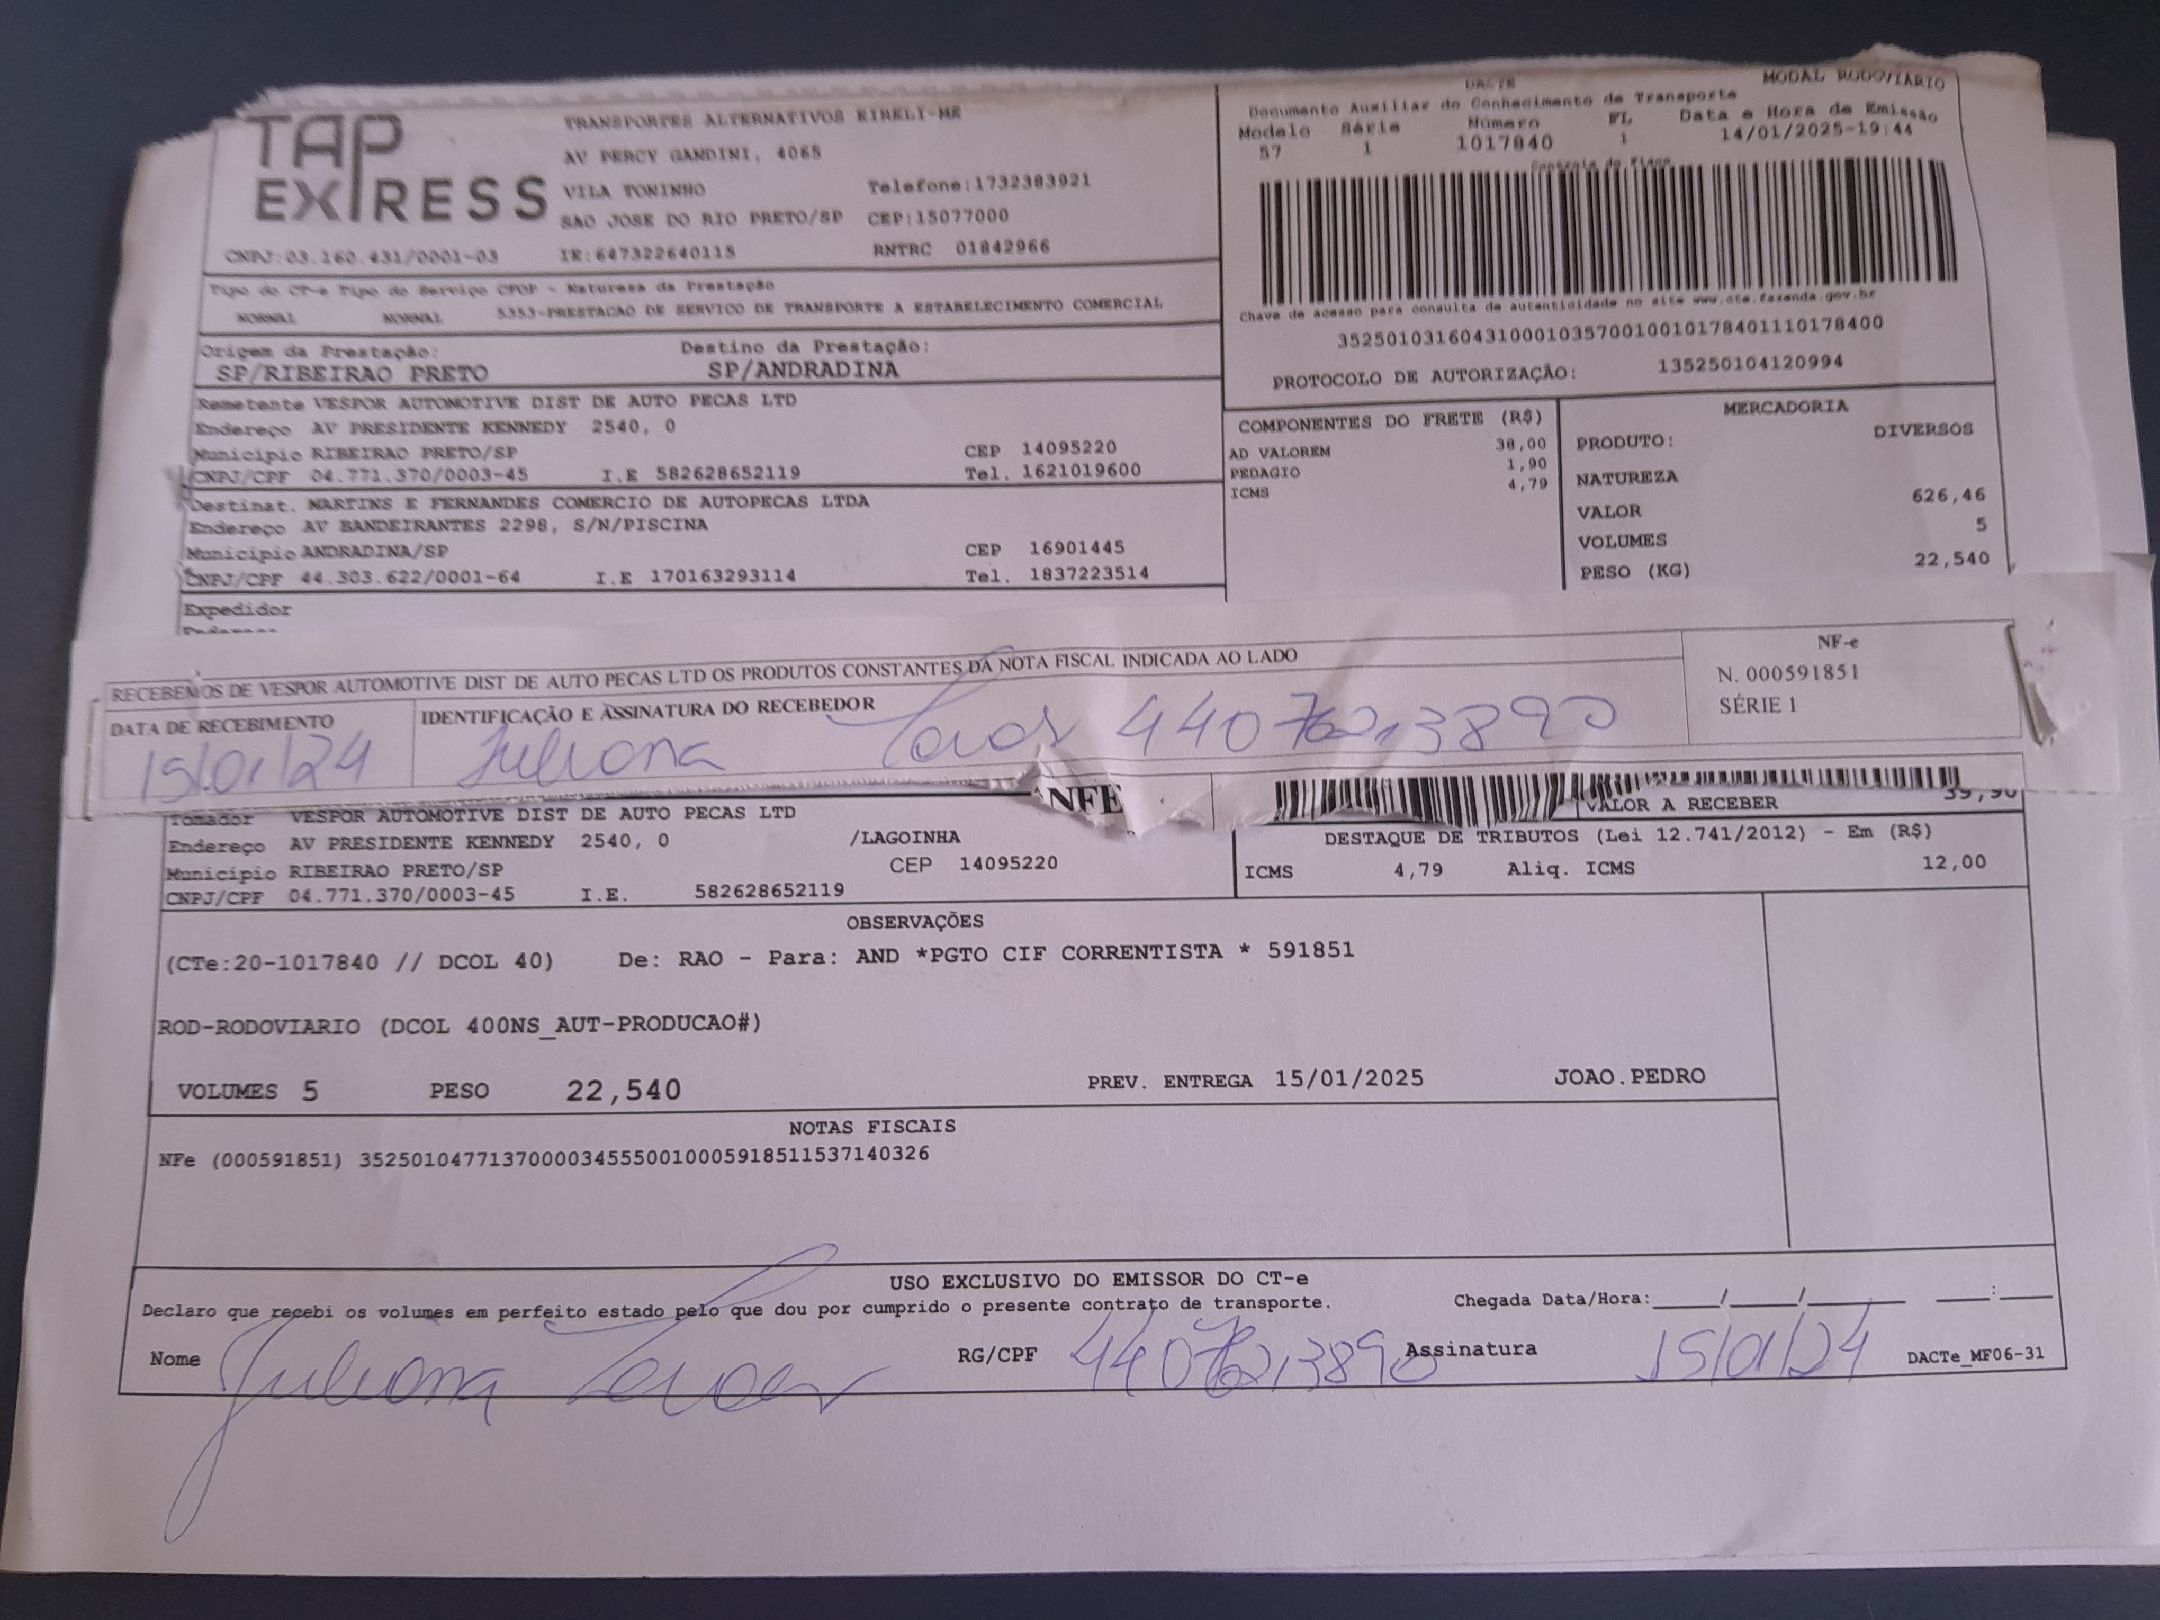 TAP EXPRESS
TRANSPORTES ALTERNATIVOS EIRELI-ME
AV PERCY GANDINI, 4065
VILA TONINHO Telefone:1732383921
SAO JOSE DO RIO PRETO/SP CEP:15077000
CNPJ:03.160.431/0001-03 IE:647322640115 RNTRC 01842966
DACTE MODAL RODOVIARIO
Documento Auxiliar do Conhecimento de Transporte
Modelo Série Número FL Data e Hora de Emissão
57 1 1017840 1 14/01/2025-19:44
Controle do Fisco
Chave de acesso para consulta de autenticidade no site www.cte.fazenda.gov.br
35250103160431000103570010010178401110178400
PROTOCOLO DE AUTORIZAÇÃO: 135250104120994
Tipo do CT-e Tipo do Serviço CFOP - Natureza da Prestação
NORMAL NORMAL 5353-PRESTACAO DE SERVICO DE TRANSPORTE A ESTABELECIMENTO COMERCIAL
Origem da Prestação: Destino da Prestação:
SP/RIBEIRAO PRETO SP/ANDRADINA
Remetente VESPOR AUTOMOTIVE DIST DE AUTO PECAS LTD
Endereço AV PRESIDENTE KENNEDY 2540, 0
Município RIBEIRAO PRETO/SP CEP 14095220
CNPJ/CPF 04.771.370/0003-45 I.E 582628652119 Tel. 1621019600
Destinat. MARTINS E FERNANDES COMERCIO DE AUTOPECAS LTDA
Endereço AV BANDEIRANTES 2298, S/N/PISCINA
Município ANDRADINA/SP CEP 16901445
CNPJ/CPF 44.303.622/0001-64 I.E 170163293114 Tel. 1837223514
Expedidor
COMPONENTES DO FRETE (R$)
AD VALOREM 38,00
PEDAGIO 1,90
ICMS 4,79
MERCADORIA
PRODUTO: DIVERSOS
NATUREZA
VALOR 626,46
VOLUMES 5
PESO (KG) 22,540
RECEBEMOS DE VESPOR AUTOMOTIVE DIST DE AUTO PECAS LTD OS PRODUTOS CONSTANTES DA NOTA FISCAL INDICADA AO LADO
DATA DE RECEBIMENTO IDENTIFICAÇÃO E ASSINATURA DO RECEBEDOR
15/01/24 Juliana
NF-e
N. 000591851
SÉRIE 1
NFE
VALOR A RECEBER 39,90
Tomador VESPOR AUTOMOTIVE DIST DE AUTO PECAS LTD
Endereço AV PRESIDENTE KENNEDY 2540, 0 /LAGOINHA
Município RIBEIRAO PRETO/SP CEP 14095220
CNPJ/CPF 04.771.370/0003-45 I.E. 582628652119
DESTAQUE DE TRIBUTOS (Lei 12.741/2012) - Em (R$)
ICMS 4,79 Aliq. ICMS 12,00
OBSERVAÇÕES
(CTe:20-1017840 // DCOL 40) De: RAO - Para: AND *PGTO CIF CORRENTISTA * 591851
ROD-RODOVIARIO (DCOL 400NS_AUT-PRODUCAO#)
VOLUMES 5 PESO 22,540 PREV. ENTREGA 15/01/2025 JOAO.PEDRO
NOTAS FISCAIS
NFe (000591851) 35250104771370000345550010005918511537140326
USO EXCLUSIVO DO EMISSOR DO CT-e
Declaro que recebi os volumes em perfeito estado pelo que dou por cumprido o presente contrato de transporte. Chegada Data/Hora:____/____/______ ___:___
Nome Juliana RG/CPF Assinatura 15/01/24 DACTe_MF06-31